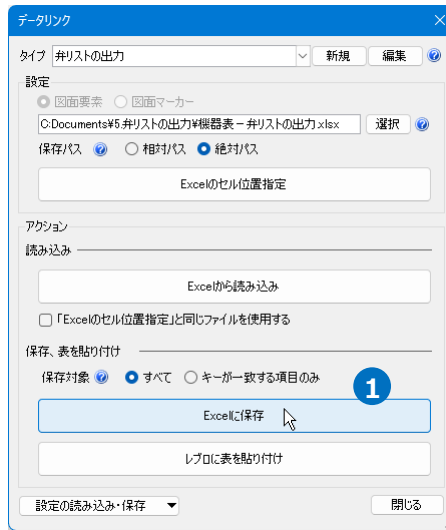 データリンク
タイプ 弁リストの出力 新規 編集
設定
図面要素 図面マーカー
C:Documents¥5.弁リストの出力¥機器表－弁リストの出力.xlsx 選択
保存パス 相対パス 絶対パス
Excelのセル位置指定
アクション
読み込み
Excelから読み込み
「Excelのセル位置指定」と同じファイルを使用する
保存、表を貼り付け
保存対象 すべて キーが一致する項目のみ
1
Excelに保存
レブロに表を貼り付け
設定の読み込み・保存 閉じる